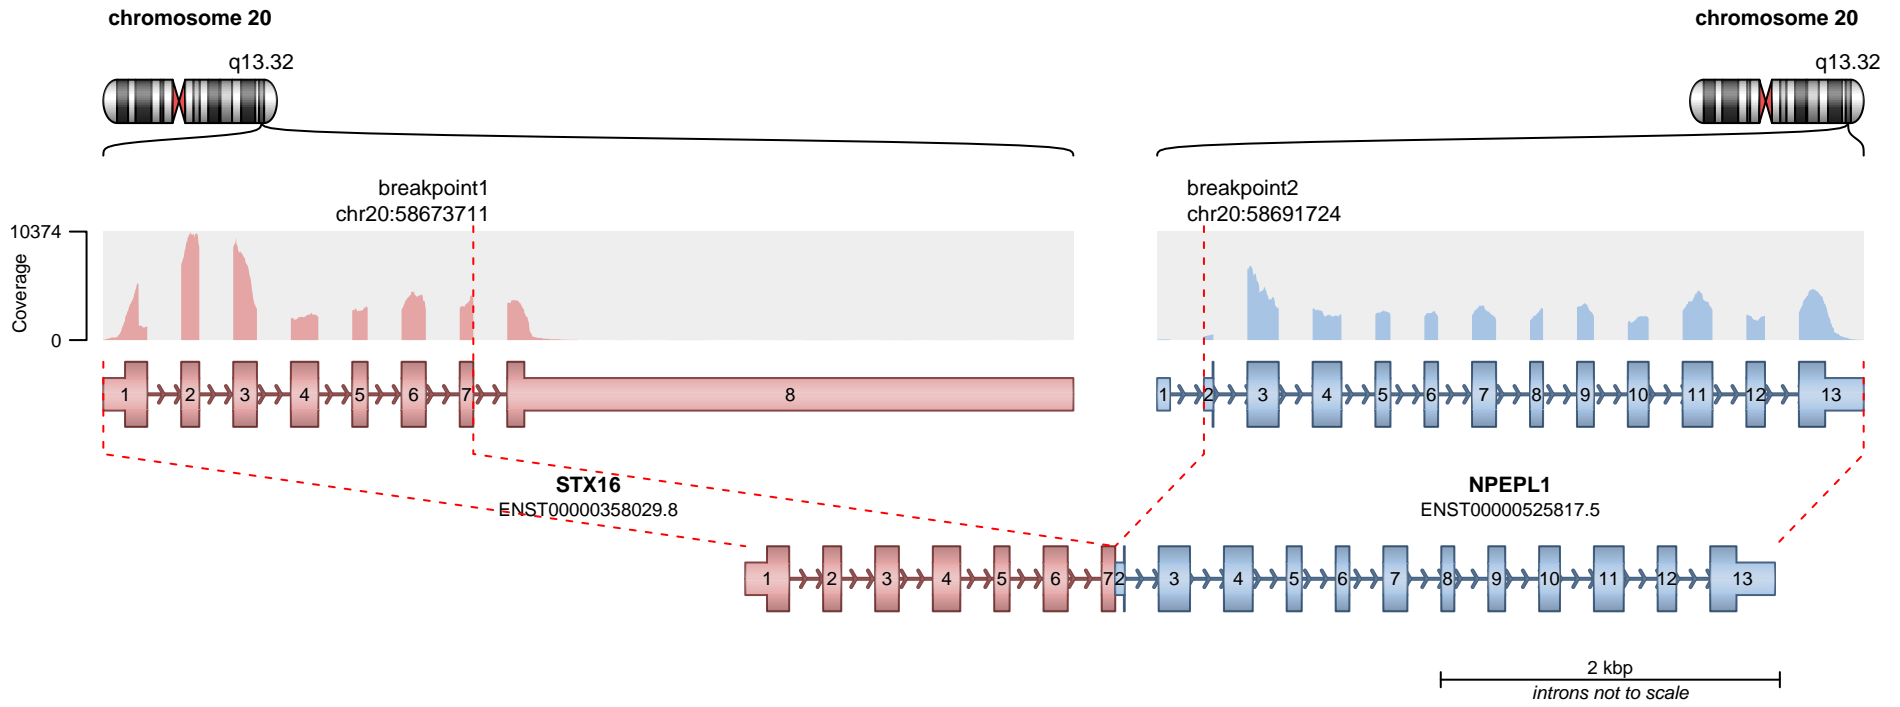 chromosome 20
chromosome 20
q13.32
q13.32
breakpoint1
chr20:58673711
breakpoint2
chr20:58691724
10374
Coverage
0
1 2 3 4 5 6 7 8
1 2 3 4 5 6 7 8 9 10 11 12 13
STX16
ENST00000358029.8
NPEPL1
ENST00000525817.5
1 2 3 4 5 6 7 2 3 4 5 6 7 8 9 10 11 12 13
2 kbp
introns not to scale